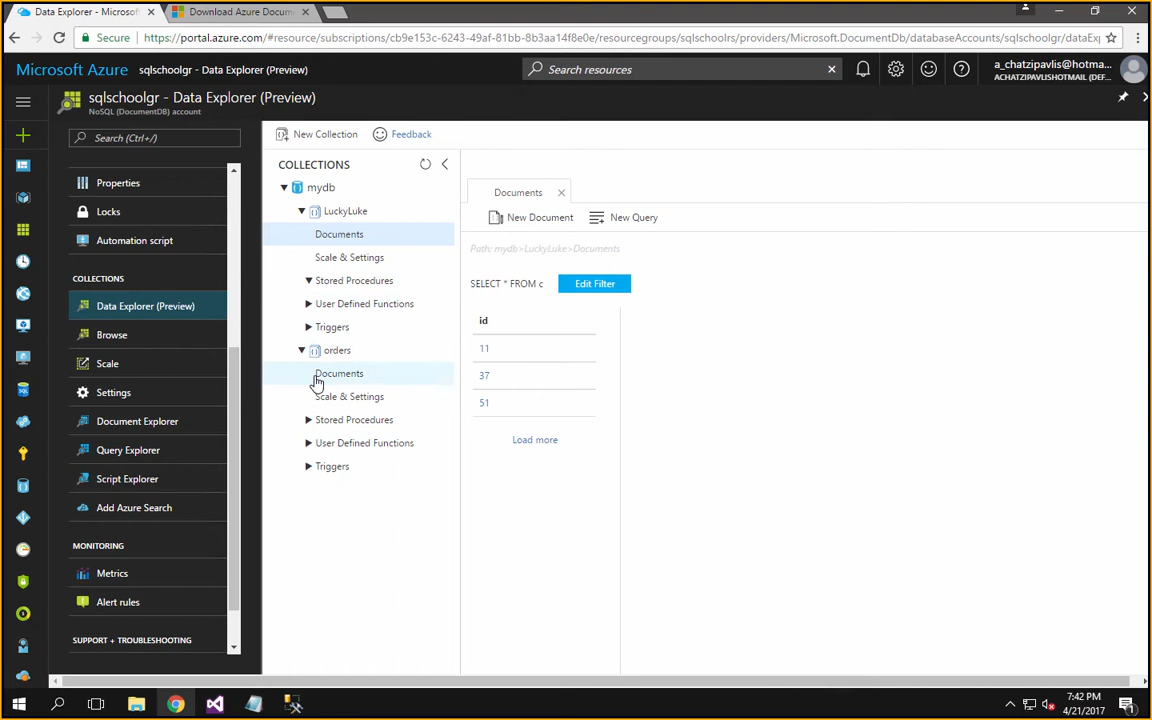 Data Explorer (Preview) - Microsof
Download Azure Docum
Secure
https://portal.azure.com/#resource/subscriptions/cb9e153c-6243-49af-81bb-8b3aa14f8e0e/resourcegroups/sqlschoolrs/providers/Microsoft.DocumentDb/databaseAccounts/sqlschoolgr/dataExp
Microsoft Azure
sqlschoolgr - Data Explorer (Preview)
Search resources
a_chatzipavlis@hotma...
ACHATZIPAVLISHOTMAIL (DEF...
sqlschoolgr - Data Explorer (Preview)
NoSQL (DocumentDB) account
Search (Ctrl+/)
Properties
Locks
Automation script
COLLECTIONS
Data Explorer (Preview)
Browse
Scale
Settings
Document Explorer
Query Explorer
Script Explorer
Add Azure Search
MONITORING
Metrics
Alert rules
SUPPORT + TROUBLESHOOTING
New Collection
Feedback
COLLECTIONS
mydb
LuckyLuke
Documents
Scale & Settings
Stored Procedures
User Defined Functions
Triggers
orders
Documents
Scale & Settings
Stored Procedures
User Defined Functions
Triggers
Documents
New Document
New Query
Path: mydb>LuckyLuke>Documents
SELECT * FROM c
Edit Filter
id
11
37
51
Load more
7:42 PM
4/21/2017
1